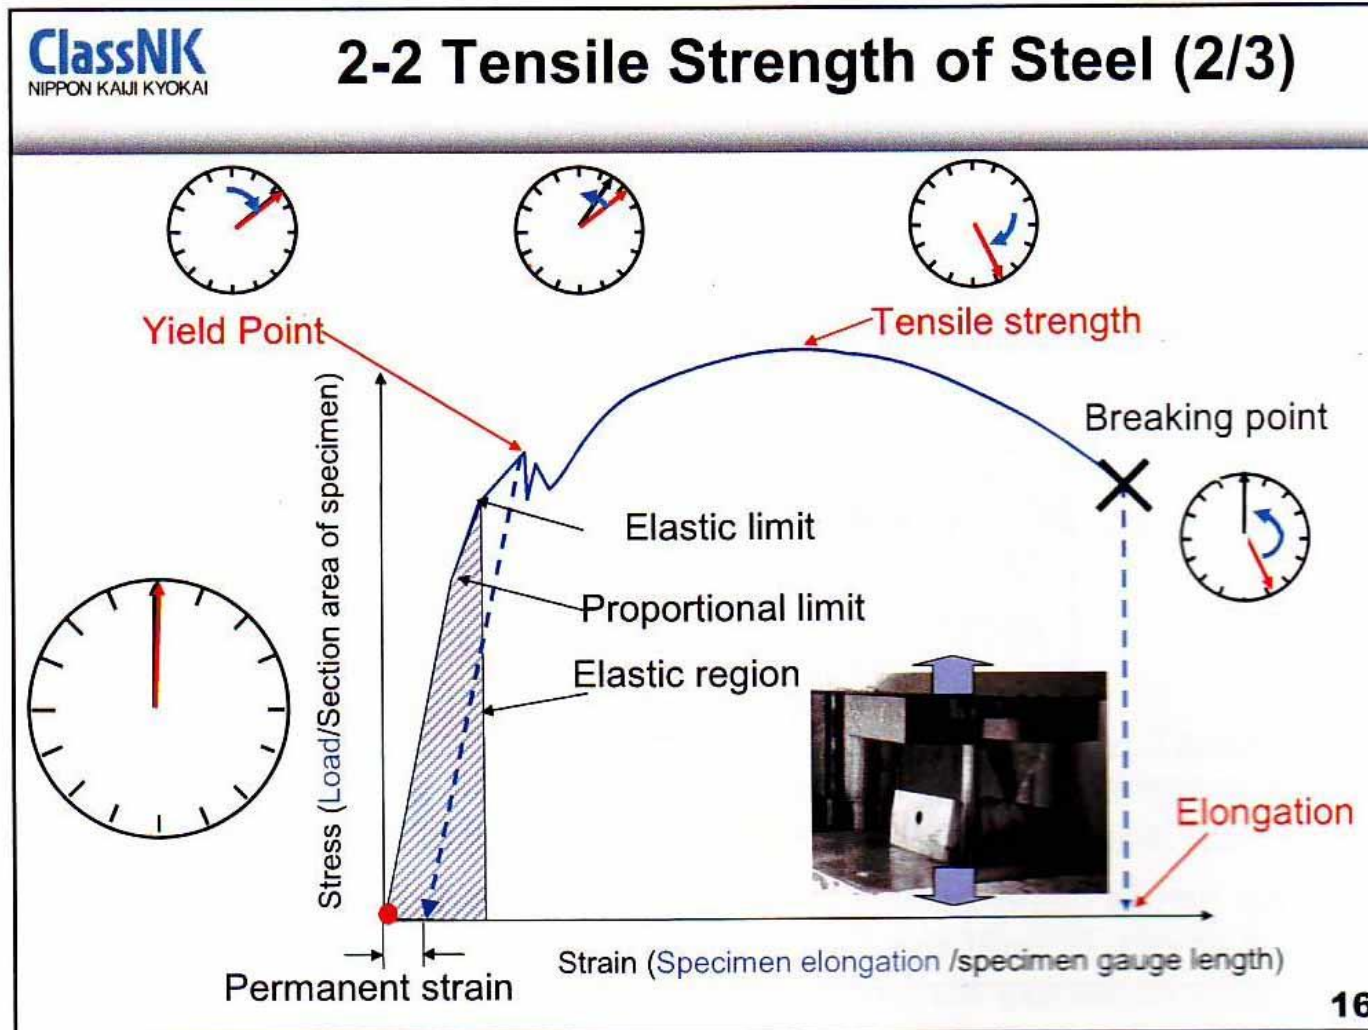 ClassNK
NIPPON KAIJI KYOKAI
2-2 Tensile Strength of Steel (2/3)
Yield Point
Tensile strength
Breaking point
Stress (Load/Section area of specimen)
Elastic limit
Proportional limit
Elastic region
Elongation
Strain (Specimen elongation /specimen gauge length)
Permanent strain
16